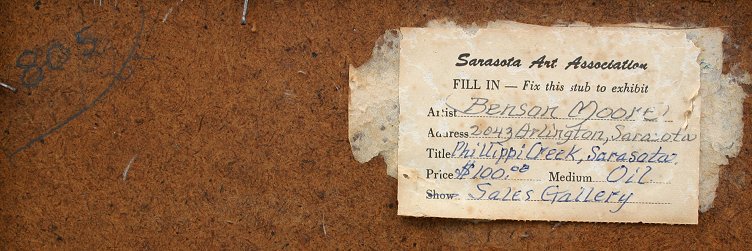 805
Sarasota Art Association
FILL IN — Fix this stub to exhibit
Artist Benson Moore
Address 2043 Arlington, Sarasota
Title Phillippi Creek, Sarasota.
Price $100.00 Medium Oil
Show Sales Gallery